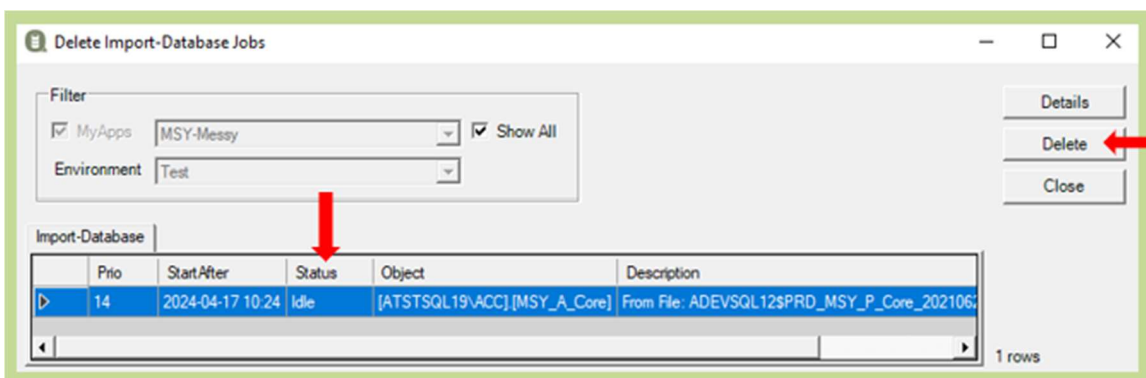 Delete Import-Database Jobs
Filter
MyApps MSY-Messy Show All
Environment Test
Details
Delete
Close
Import-Database
Prio StartAfter Status Object Description
14 2024-04-17 10:24 Idle [ATSTSQL19\ACC].[MSY_A_Core] From File: ADEVSQL12$PRD_MSY_P_Core_202106
1 rows